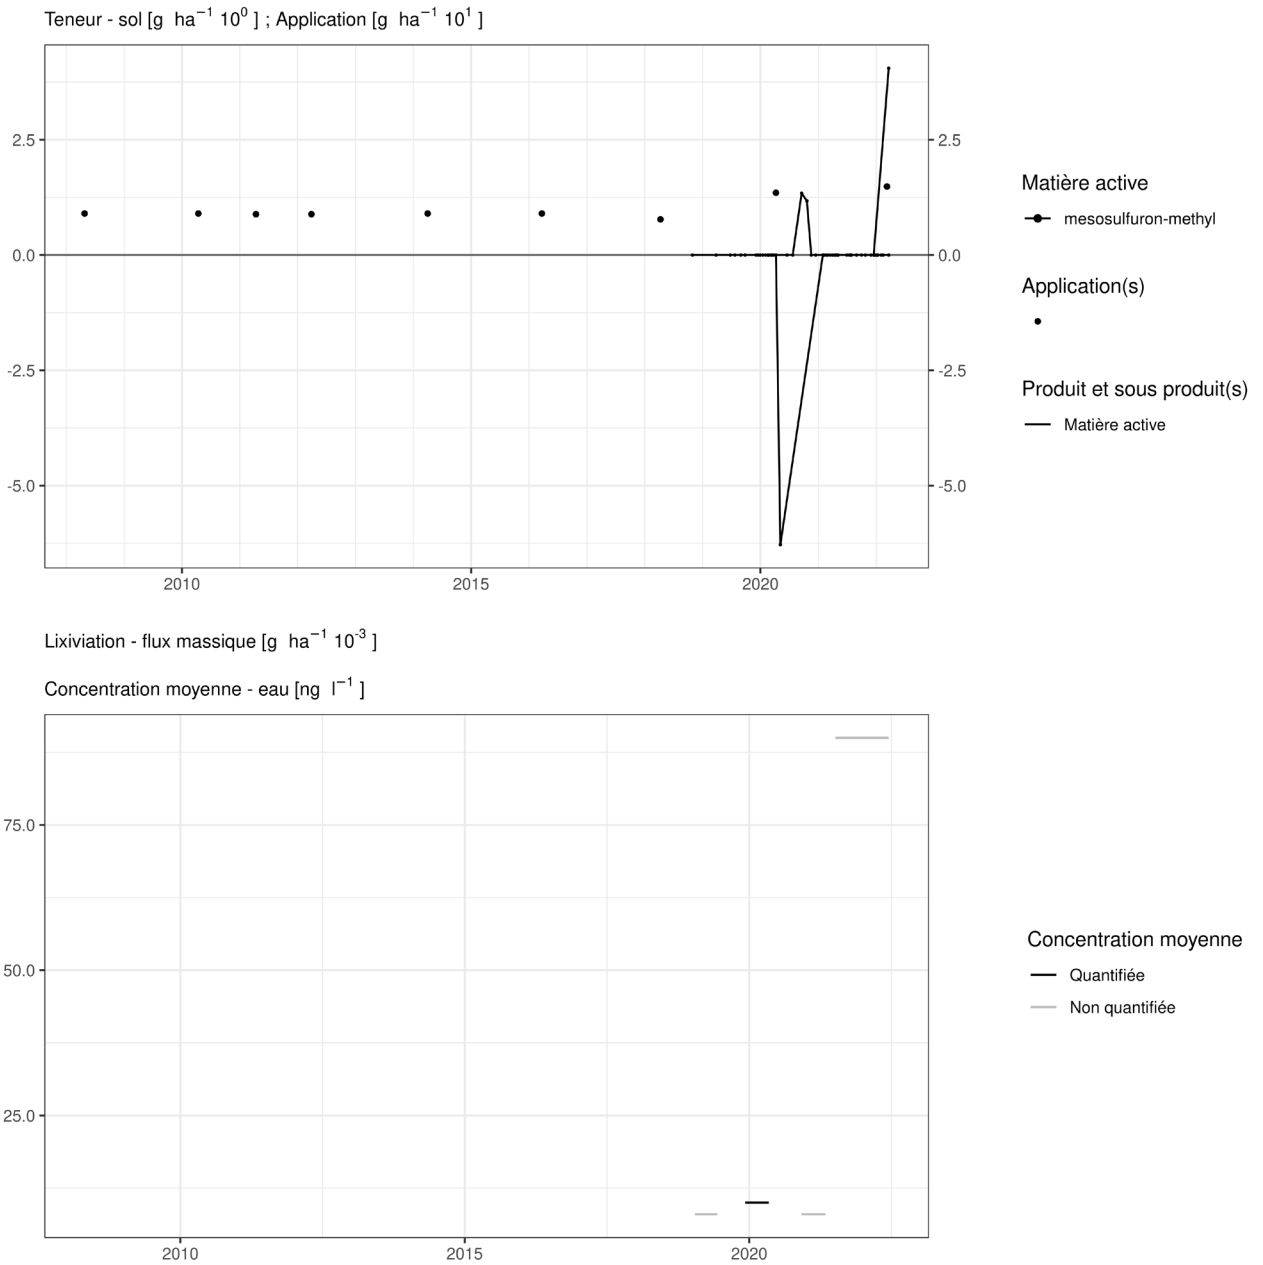 Teneur - sol [g ha−1 10⁰ ] ; Application [g ha−1 10¹ ]
2.5
0.0
-2.5
-5.0
2.5
0.0
-2.5
-5.0
2010 2015 2020
Matière active
mesosulfuron-methyl
Application(s)
Produit et sous produit(s)
Matière active
Lixiviation - flux massique [g ha−1 10-3 ]
Concentration moyenne - eau [ng l−1 ]
75.0
50.0
25.0
2010 2015 2020
Concentration moyenne
Quantifiée
Non quantifiée